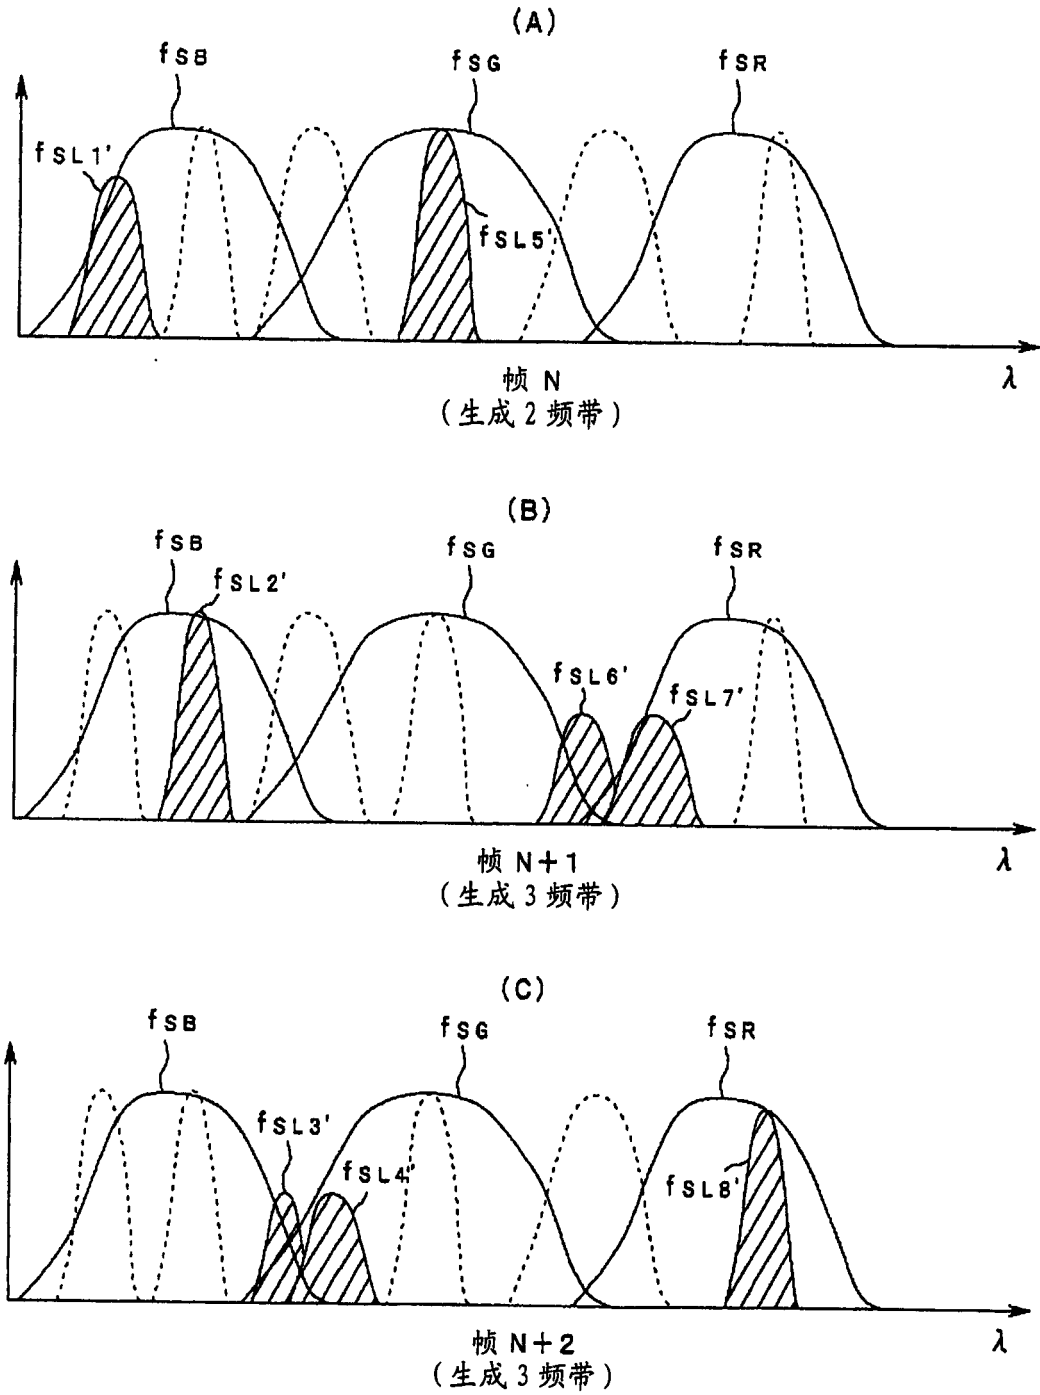 (A)
fSB fSG fSR
fSL1'
fSL5'
λ
帧 N
(生成 2 频带)
(B)
fSB fSG fSR
fSL2'
fSL6' fSL7'
λ
帧 N+1
(生成 3 频带)
(C)
fSB fSG fSR
fSL3'
fSL4'
fSL8'
λ
帧 N+2
(生成 3 频带)